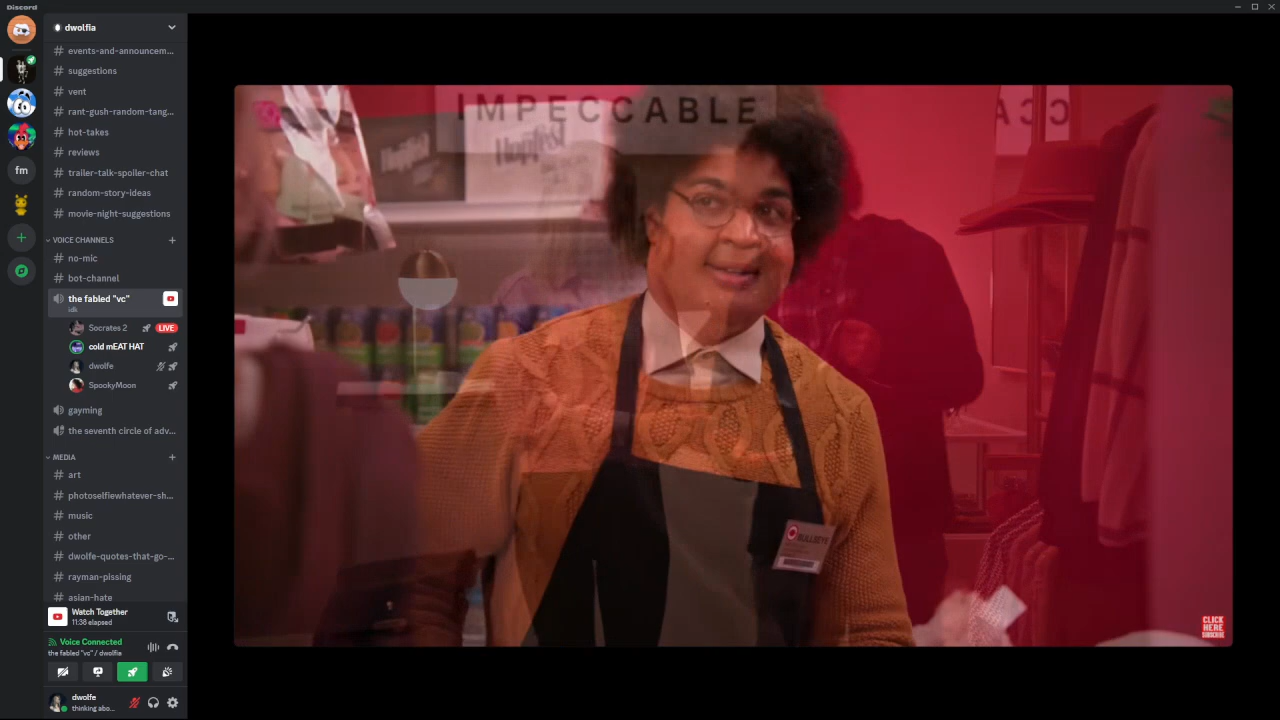 Discord
dwolfia
events-and-announcem...
suggestions
vent
rant-gush-random-tang...
hot-takes
reviews
trailer-talk-spoiler-chat
random-story-ideas
movie-night-suggestions
VOICE CHANNELS
no-mic
bot-channel
the fabled "vc"
idk
Socrates 2
LIVE
cold mEAT HAT
dwolfe
SpookyMoon
gayming
the seventh circle of adv...
MEDIA
art
photoselfiewhatever-sh...
music
other
dwolfe-quotes-that-go-...
rayman-pissing
asian-hate
Watch Together
11:36 elapsed
Voice Connected
the fabled "vc" / dwolfia
dwolfe
thinking abo...
fm
IMPECCABLE
Hopfest
BULLSEYE
CLICK
HERE
SUBSCRIBE